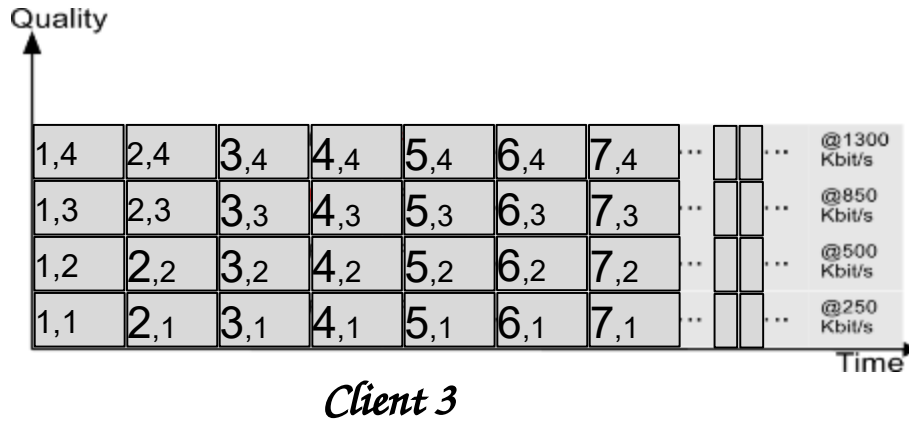 Quality
1,4 2,4 3,4 4,4 5,4 6,4 7,4 ... ... @1300 Kbit/s
1,3 2,3 3,3 4,3 5,3 6,3 7,3 ... ... @850 Kbit/s
1,2 2,2 3,2 4,2 5,2 6,2 7,2 ... ... @500 Kbit/s
1,1 2,1 3,1 4,1 5,1 6,1 7,1 ... ... @250 Kbit/s
Time
Client 3